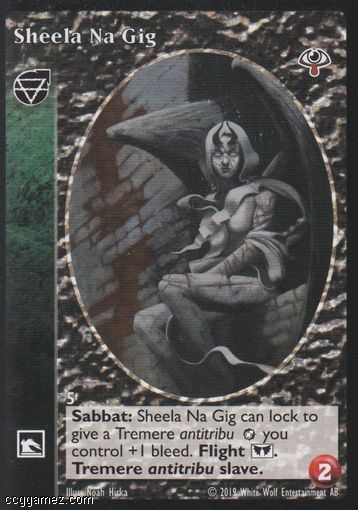 Sheela Na Gig
5
Sabbat: Sheela Na Gig can lock to
give a Tremere antitribu you
control +1 bleed. Flight.
Tremere antitribu slave.
2
Illus: Noah Hirka
© 2019 White Wolf Entertainment AB
ccgygamez.com